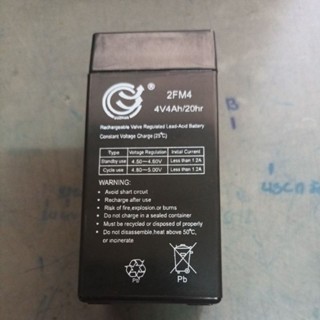 ®
2FM4
4V4Ah/20hr
Rechargeable Valve Regulated Lead-Acid Battery
Constant Voltage Charge (25℃)
Type Voltage Regulation Initial Current
Standby use 4.50~4.60V Less than 1.2A
Cycle use 4.80~5.00V Less than 1.2A
WARNING:
• Avoid short circuit
• Recharge after use
• Risk of fire,explosion,or burns
• Do not charge in a sealed container
• Must be recycled or disposed of properly
• Do not disassemble,heat above 50℃,
or incinerate
Pb
Pb
B